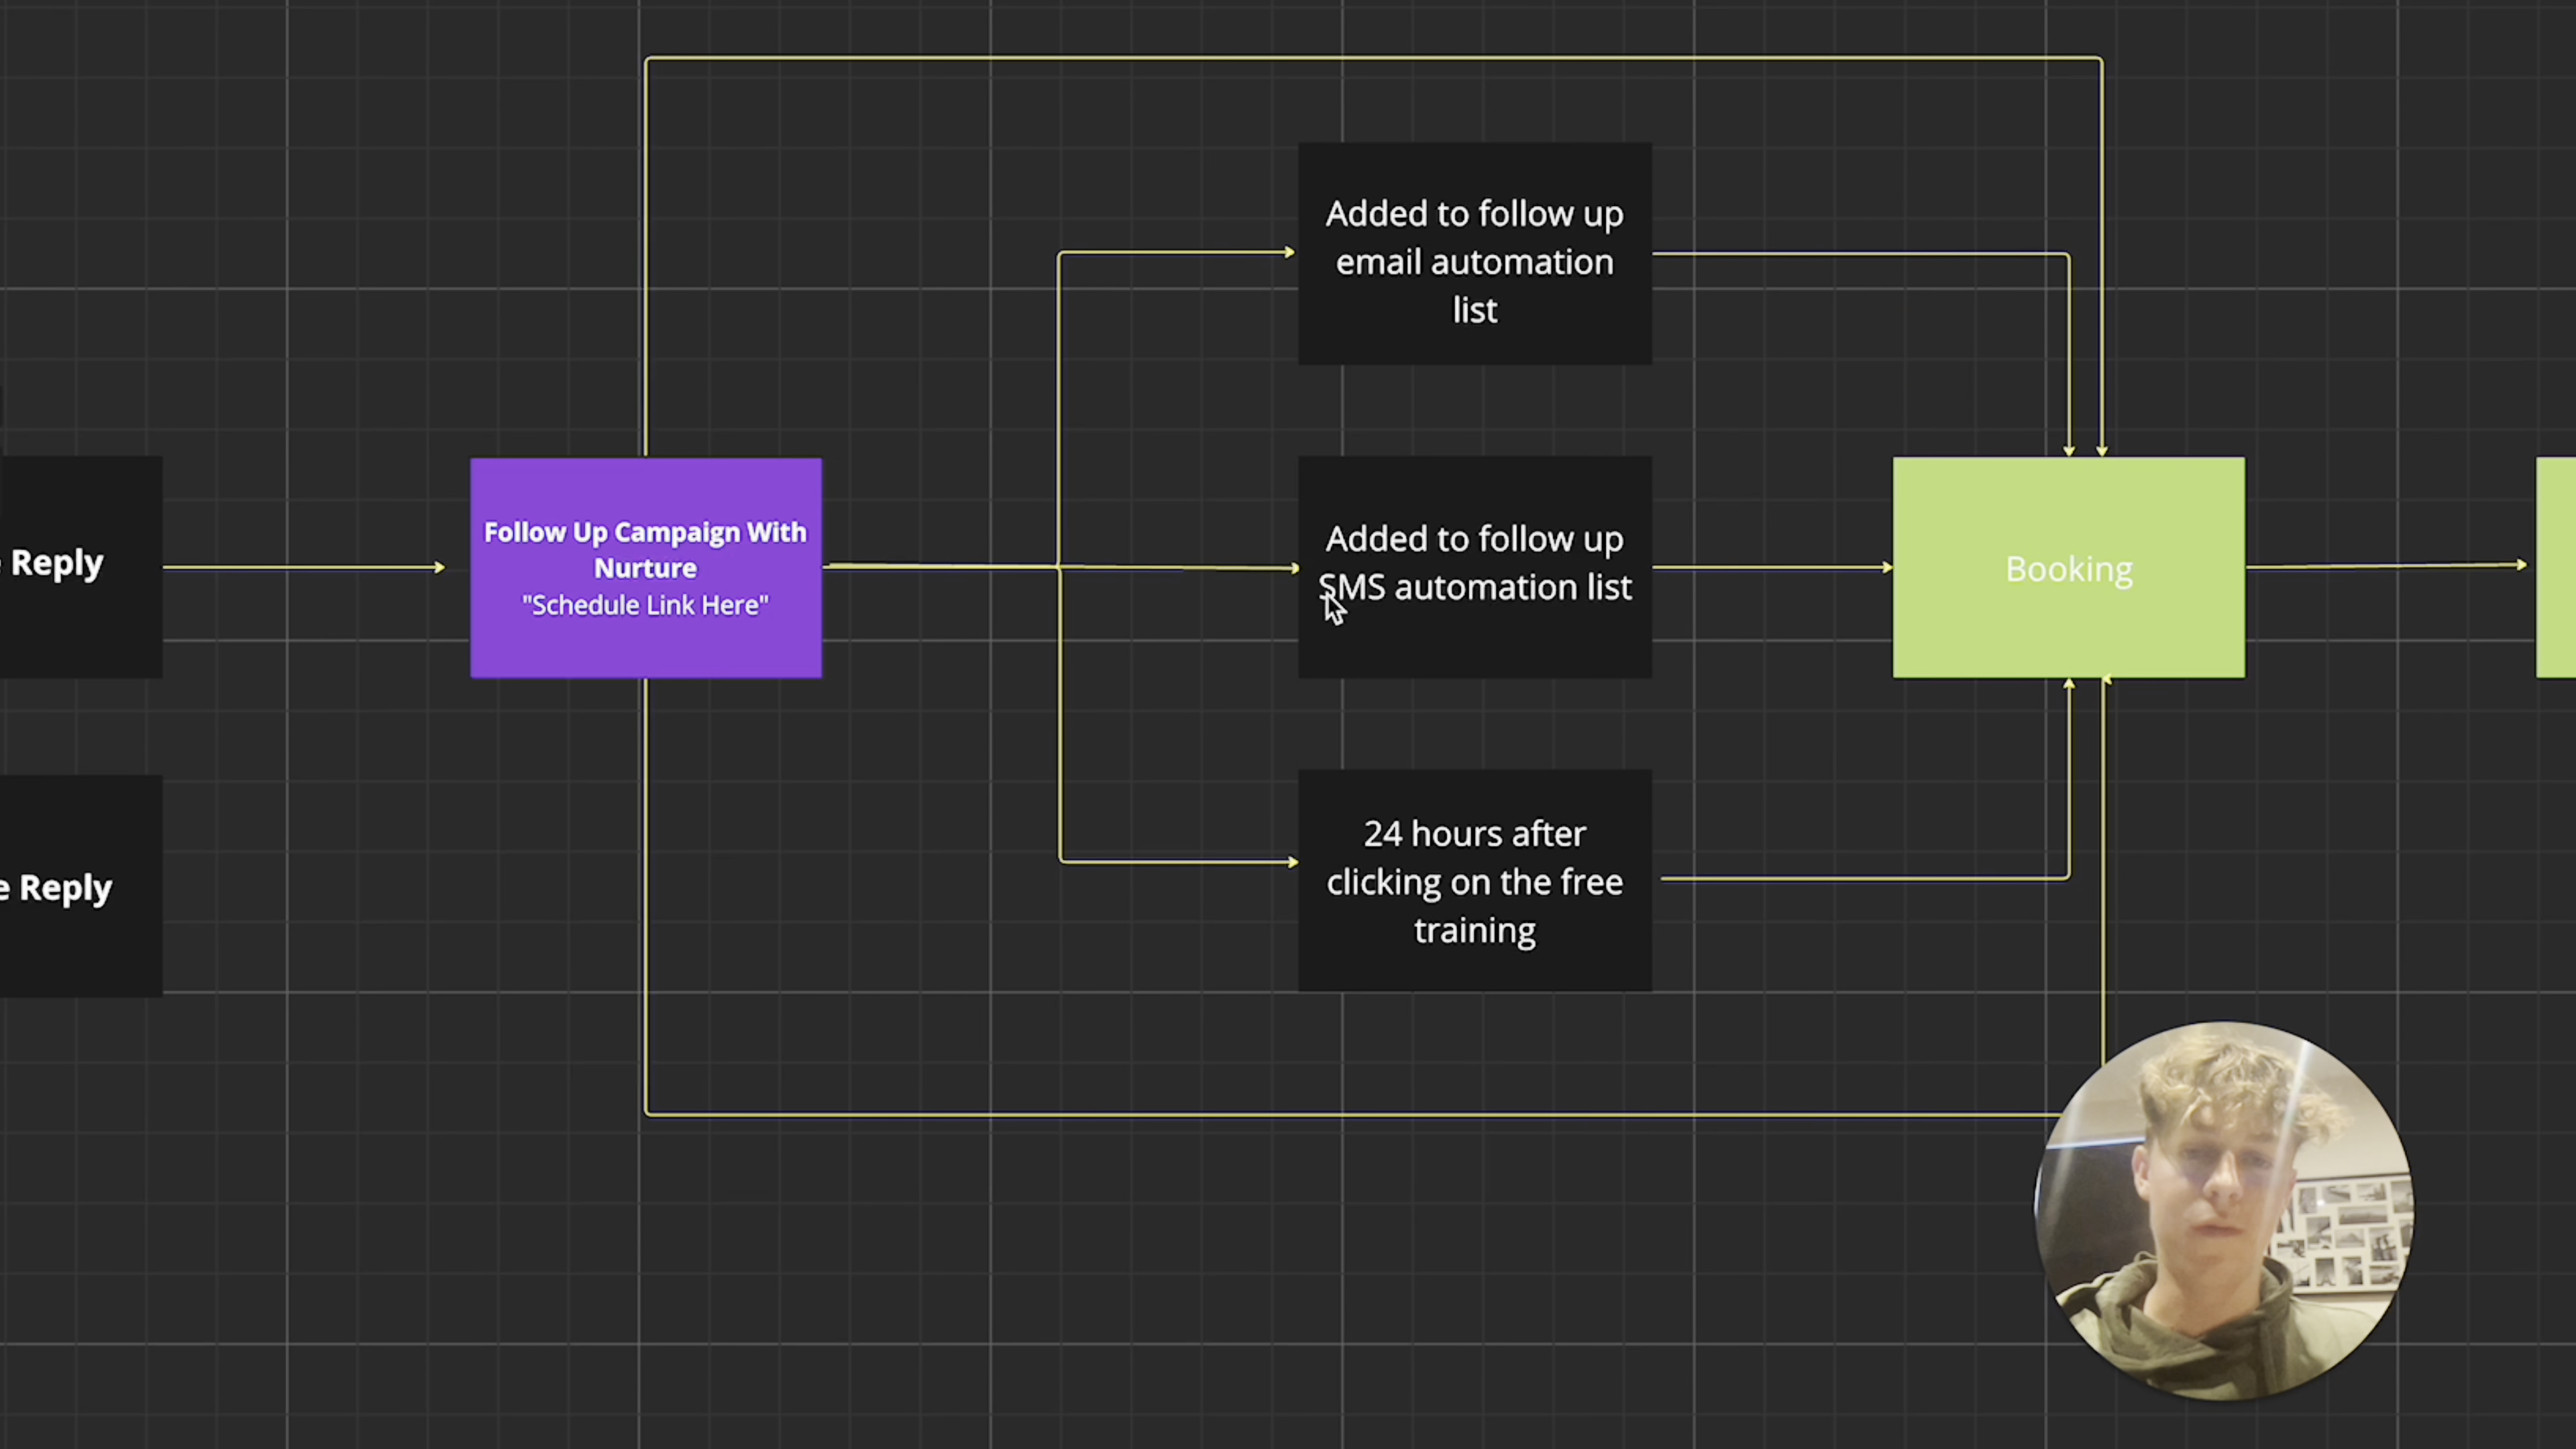 Reply
e Reply
Follow Up Campaign With
Nurture
"Schedule Link Here"
Added to follow up
email automation
list
Added to follow up
SMS automation list
24 hours after
clicking on the free
training
Booking